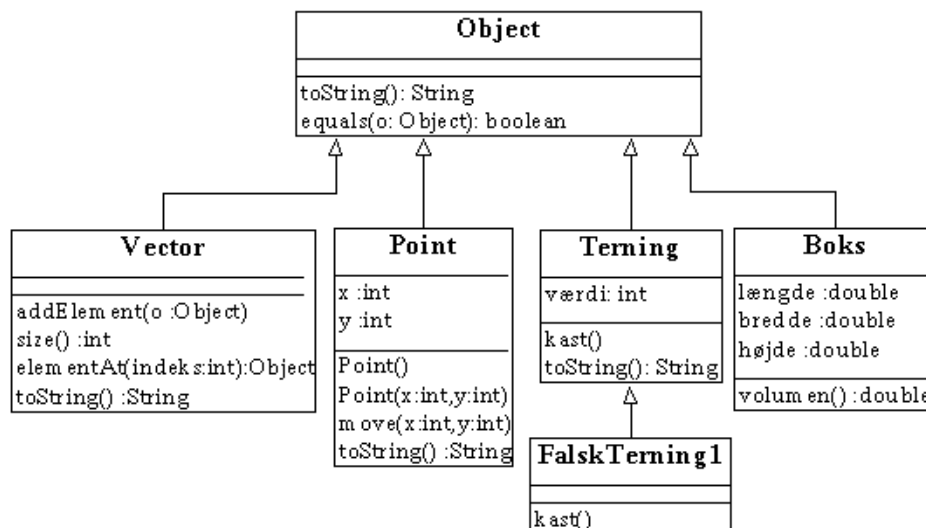 Object
toString(): String
equals(o: Object): boolean
Vector
addElement(o :Object)
size() :int
elementAt(indeks:int):Object
toString() :String
Point
x :int
y :int
Point()
Point(x:int,y:int)
move(x:int,y:int)
toString() :String
Terning
værdi: int
kast()
toString(): String
Boks
længde :double
bredde :double
højde :double
volumen() :double
FalskTerning1
kast()